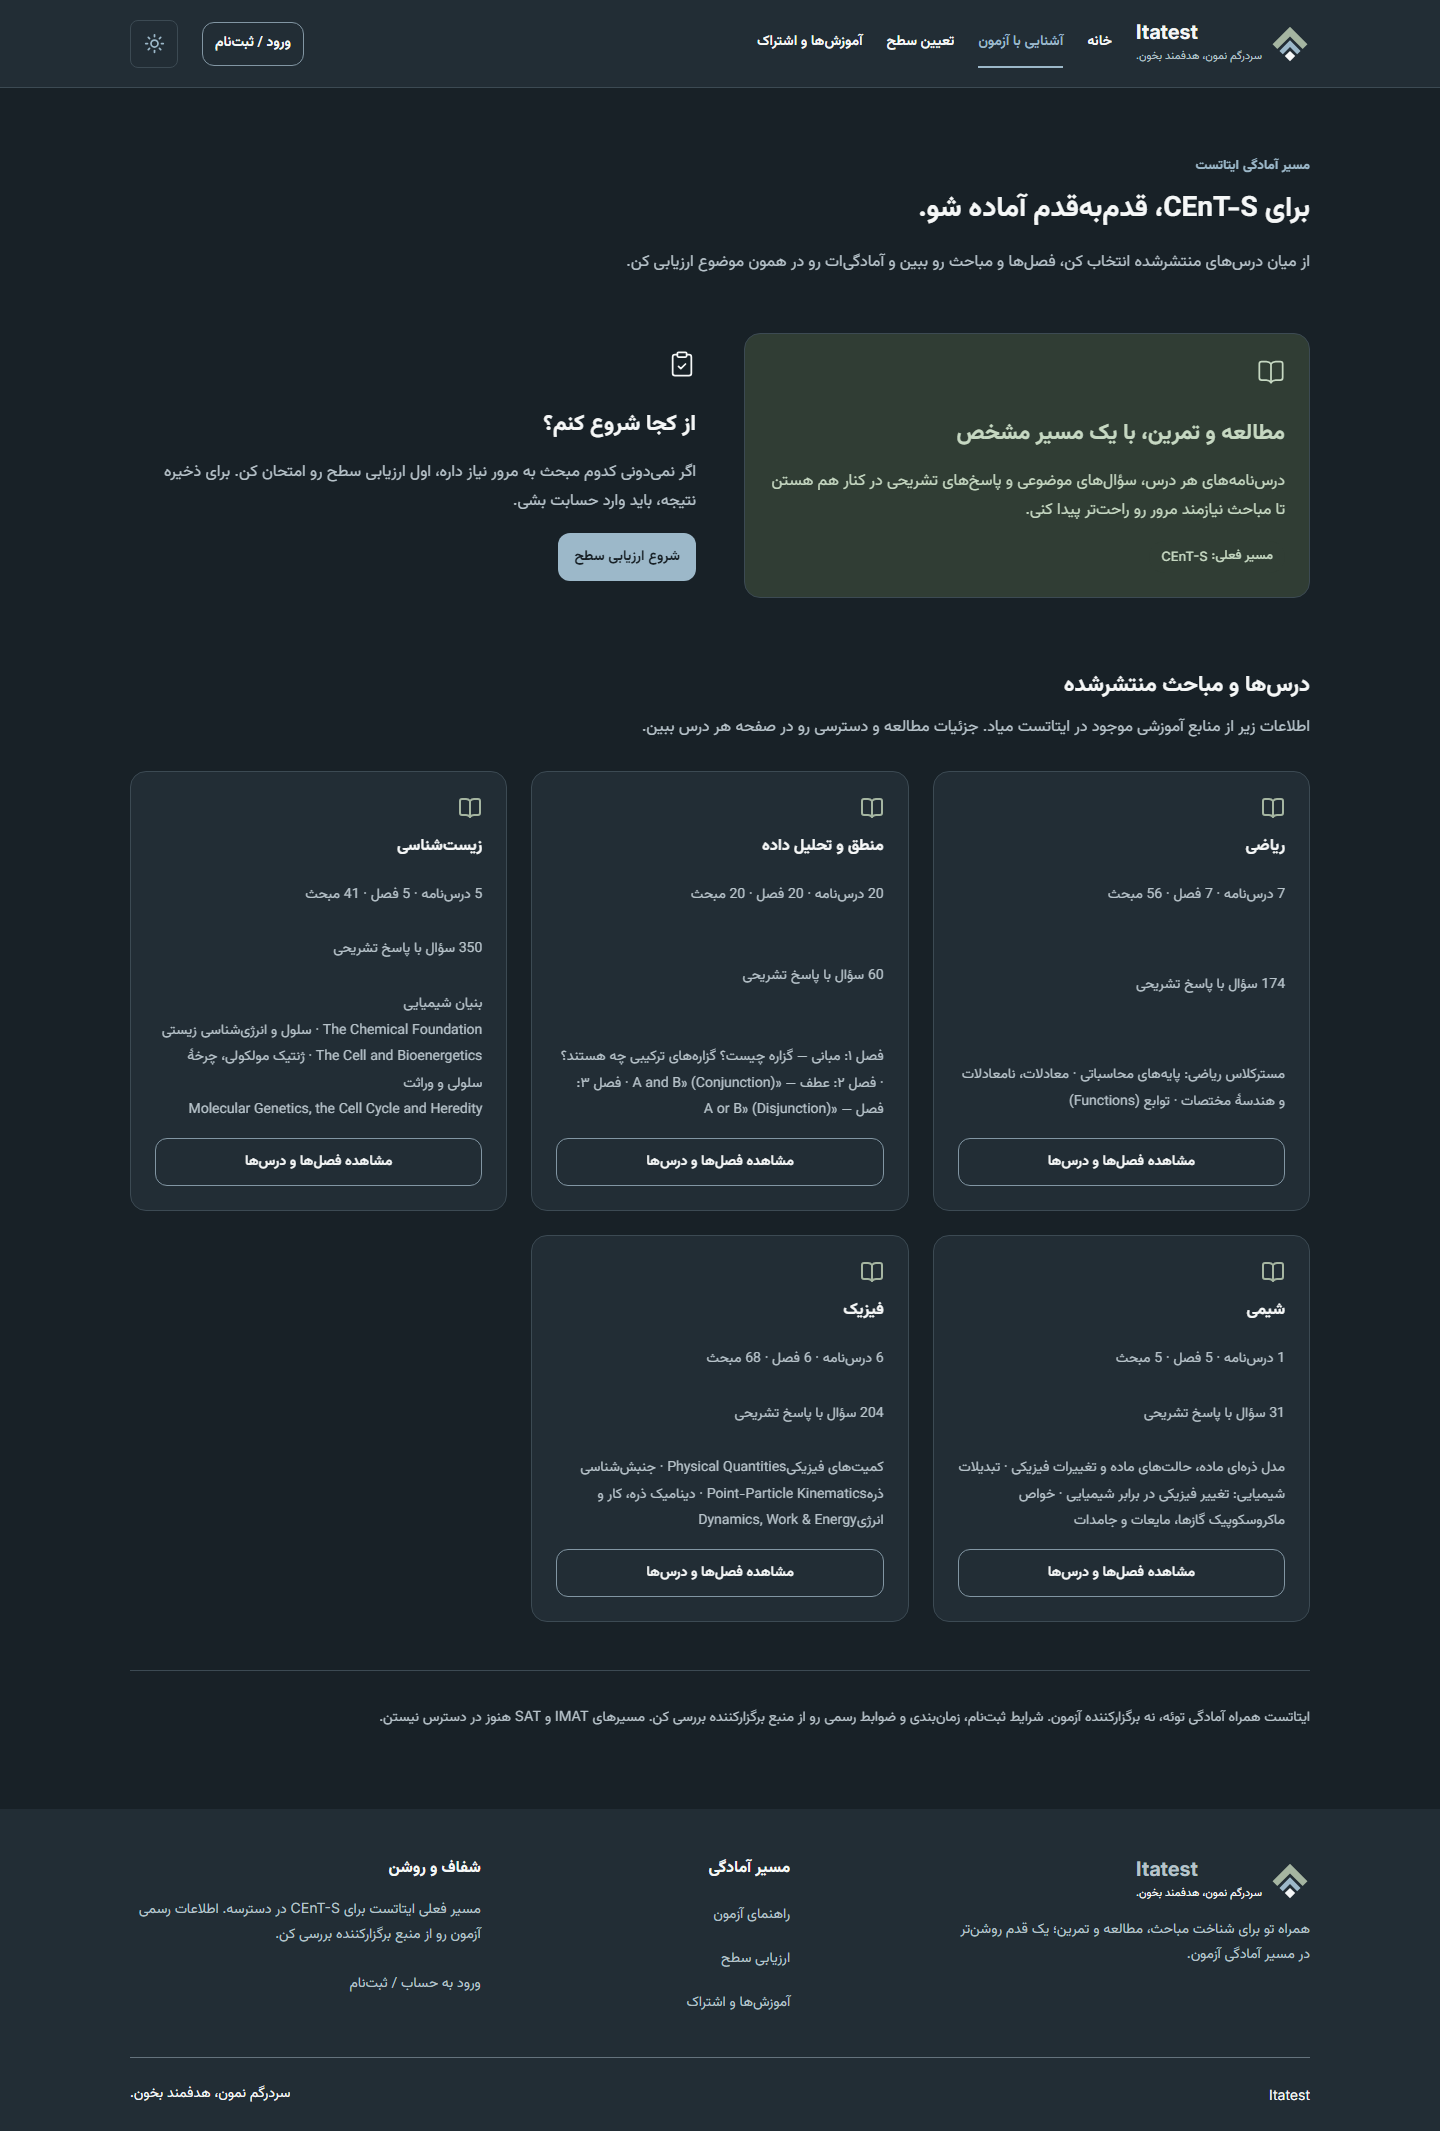 Itatest
سردرگم نمون، هدفمند بخون.
خانه
آشنایی با آزمون
تعیین سطح
آموزش‌ها و اشتراک
ورود / ثبت‌نام
مسیر آمادگی ایتاتست
برای CEnT-S، قدم‌به‌قدم آماده شو.
از میان درس‌های منتشرشده انتخاب کن، فصل‌ها و مباحث رو ببین و آمادگی‌ات رو در همون موضوع ارزیابی کن.
مطالعه و تمرین، با یک مسیر مشخص
درس‌نامه‌های هر درس، سؤال‌های موضوعی و پاسخ‌های تشریحی در کنار هم هستن
تا مباحث نیازمند مرور رو راحت‌تر پیدا کنی.
مسیر فعلی: CEnT-S
از کجا شروع کنم؟
اگر نمی‌دونی کدوم مبحث به مرور نیاز داره، اول ارزیابی سطح رو امتحان کن. برای ذخیره
نتیجه، باید وارد حسابت بشی.
شروع ارزیابی سطح
درس‌ها و مباحث منتشرشده
اطلاعات زیر از منابع آموزشی موجود در ایتاتست میاد. جزئیات مطالعه و دسترسی رو در صفحه هر درس ببین.
ریاضی
7 درس‌نامه · 7 فصل · 56 مبحث
174 سؤال با پاسخ تشریحی
مسترکلاس ریاضی: پایه‌های محاسباتی · معادلات، نامعادلات
و هندسهٔ مختصات · توابع (Functions)
مشاهده فصل‌ها و درس‌ها
منطق و تحلیل داده
20 درس‌نامه · 20 فصل · 20 مبحث
60 سؤال با پاسخ تشریحی
فصل ۱: مبانی — گزاره چیست؟ گزاره‌های ترکیبی چه هستند؟
· فصل ۲: عطف — «A and B» (Conjunction) · فصل ۳:
فصل — «A or B» (Disjunction)
مشاهده فصل‌ها و درس‌ها
زیست‌شناسی
5 درس‌نامه · 5 فصل · 41 مبحث
350 سؤال با پاسخ تشریحی
بنیان شیمیایی
The Chemical Foundation · سلول و انرژی‌شناسی زیستی
The Cell and Bioenergetics · ژنتیک مولکولی، چرخهٔ
سلولی و وراثت
Molecular Genetics, the Cell Cycle and Heredity
مشاهده فصل‌ها و درس‌ها
شیمی
1 درس‌نامه · 5 فصل · 5 مبحث
31 سؤال با پاسخ تشریحی
مدل ذره‌ای ماده، حالت‌های ماده و تغییرات فیزیکی · تبدیلات
شیمیایی: تغییر فیزیکی در برابر شیمیایی · خواص
ماکروسکوپیک گازها، مایعات و جامدات
مشاهده فصل‌ها و درس‌ها
فیزیک
6 درس‌نامه · 6 فصل · 68 مبحث
204 سؤال با پاسخ تشریحی
کمیت‌های فیزیکیPhysical Quantities · جنبش‌شناسی
ذرهPoint-Particle Kinematics · دینامیک ذره، کار و
انرژیDynamics, Work & Energy
مشاهده فصل‌ها و درس‌ها
ایتاتست همراه آمادگی توئه، نه برگزارکننده آزمون. شرایط ثبت‌نام، زمان‌بندی و ضوابط رسمی رو از منبع برگزارکننده بررسی کن. مسیرهای IMAT و SAT هنوز در دسترس نیستن.
Itatest
سردرگم نمون، هدفمند بخون.
همراه تو برای شناخت مباحث، مطالعه و تمرین؛ یک قدم روشن‌تر
در مسیر آمادگی آزمون.
مسیر آمادگی
راهنمای آزمون
ارزیابی سطح
آموزش‌ها و اشتراک
شفاف و روشن
مسیر فعلی ایتاتست برای CEnT-S در دسترسه. اطلاعات رسمی
آزمون رو از منبع برگزارکننده بررسی کن.
ورود به حساب / ثبت‌نام
Itatest
سردرگم نمون، هدفمند بخون.